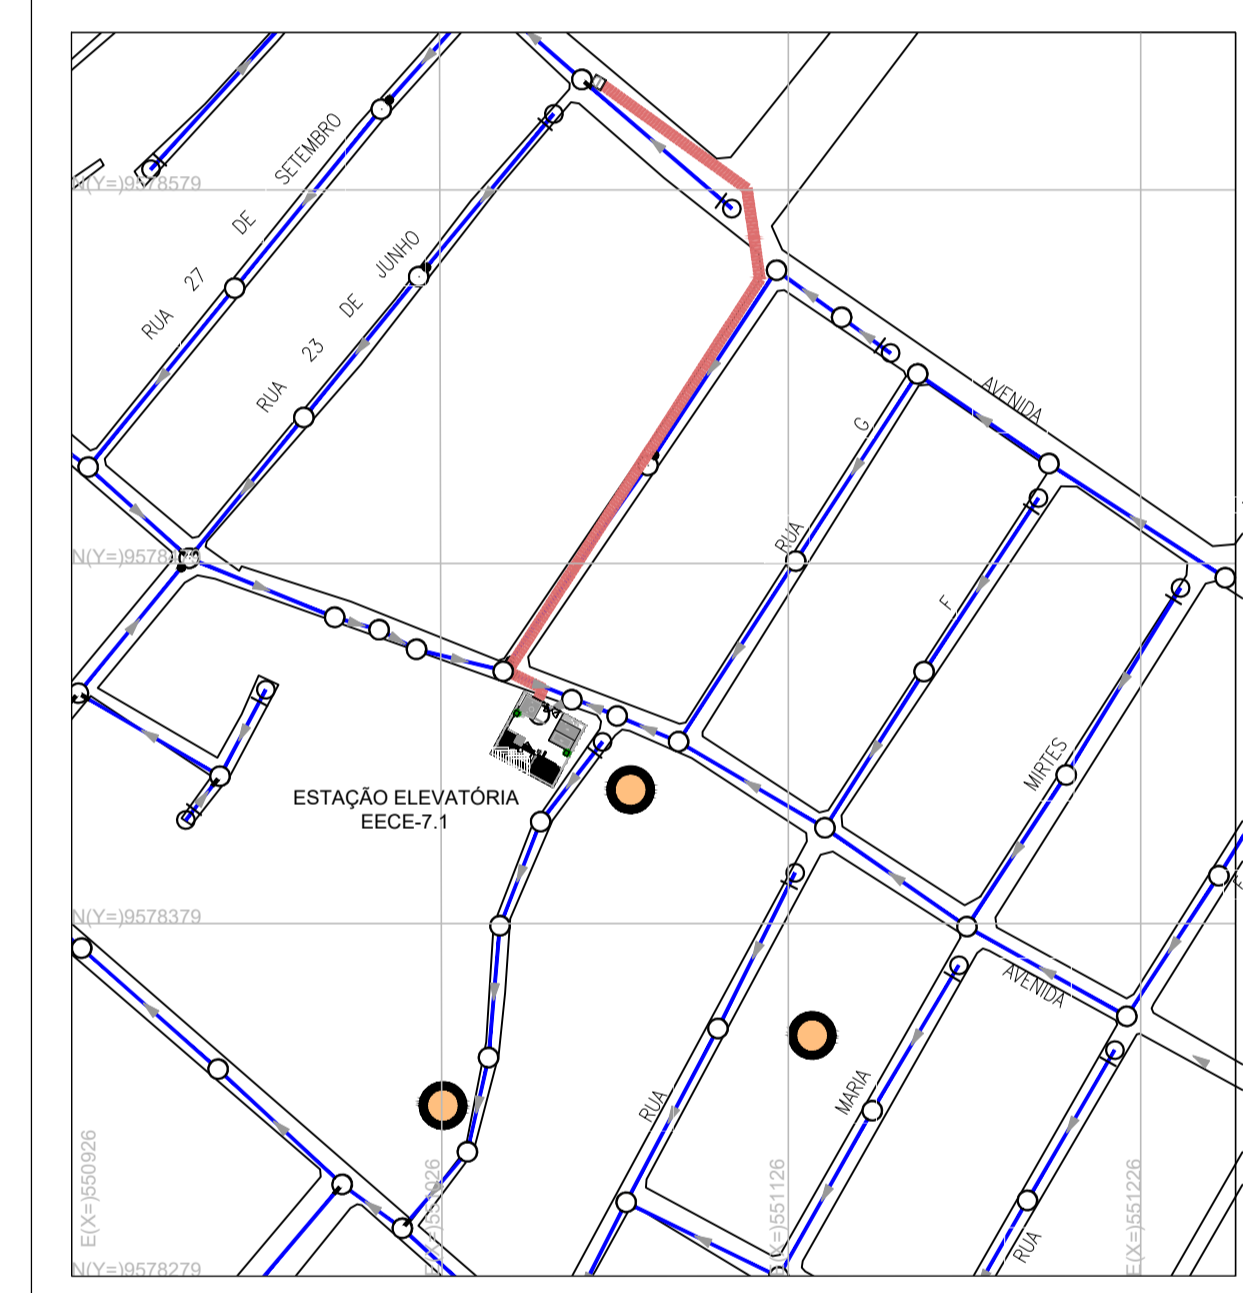 SETEMBRO
N(Y=)9578579
DE
27
RUA
JUNHO
DE
23
RUA
AVENIDA
G
RUA
F
MIRTES
ESTAÇÃO ELEVATÓRIA
EECE-7.1
N(Y=)9578379
AVENIDA
MARIA
RUA
RUA
E(X=)550926
E(X=)551126
E(X=)551226
N(Y=)9578279